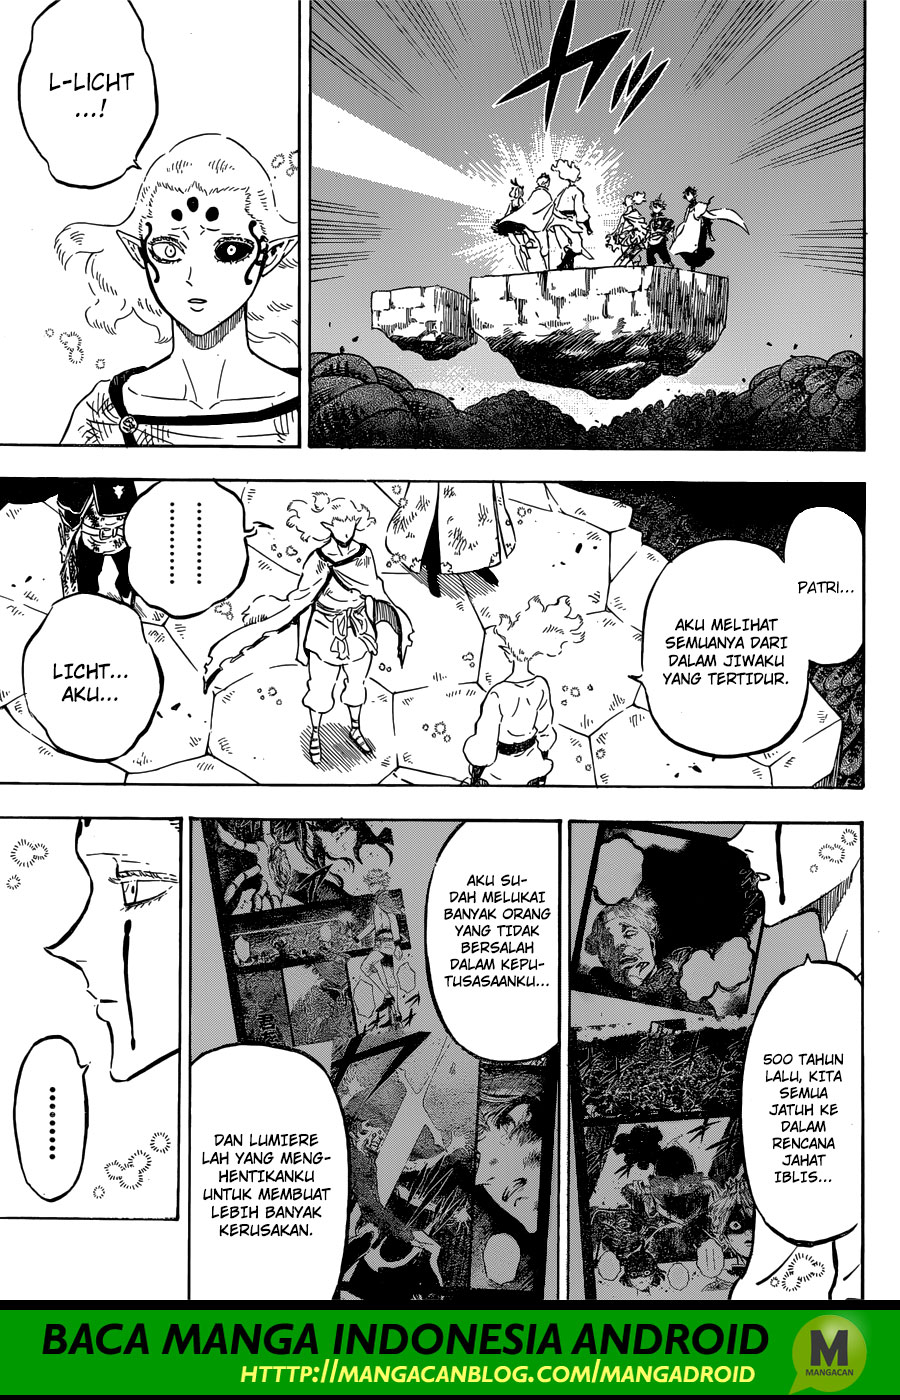 L-LICHT
...!
PATRI...
AKU MELIHAT
SEMUANYA DARI
DALAM JIWAKU
YANG TERTIDUR.
..........
LICHT...
AKU...
500 TAHUN
LALU, KITA
SEMUA
JATUH KE
DALAM
RENCANA
JAHAT
IBLIS...
AKU SU-
DAH MELUKAI
BANYAK ORANG
YANG TIDAK
BERSALAH
DALAM KEPU-
TUSASAANKU...
DAN LUMIERE
LAH YANG MENG-
HENTIKANKU
UNTUK MEMBUAT
LEBIH BANYAK
KERUSAKAN.
.........
BACA MANGA INDONESIA ANDROID
HTTTP://MANGACANBLOG.COM/MANGADROID
M
MANGACAN